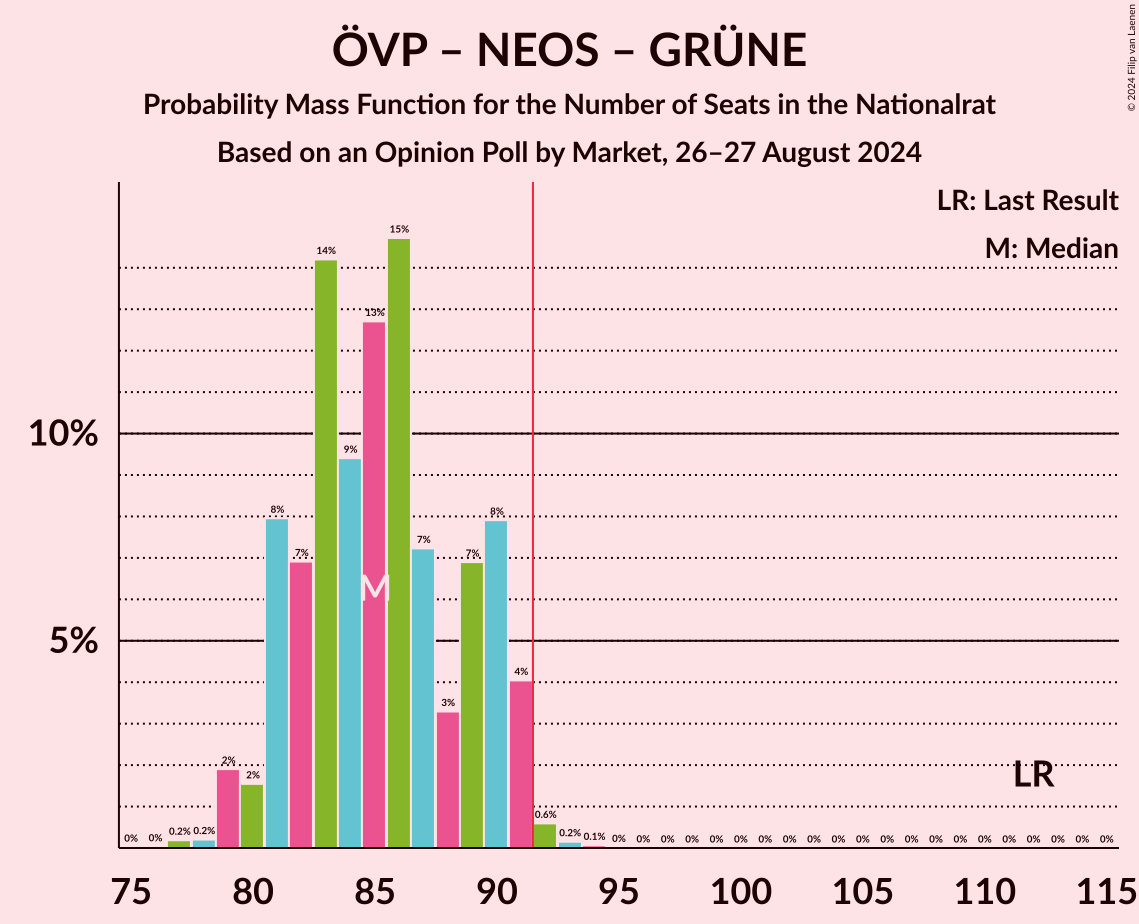 ÖVP – NEOS – GRÜNE
Probability Mass Function for the Number of Seats in the Nationalrat
Based on an Opinion Poll by Market, 26–27 August 2024
© 2024 Filip van Laenen
LR: Last Result
M: Median
10%
5%
0% 0% 0.2% 0.2% 2% 2% 8% 7% 14% 9% 13% 15% 7% 3% 7% 8% 4% 0.6% 0.2% 0.1% 0% 0% 0% 0% 0% 0% 0% 0% 0% 0% 0% 0% 0% 0% 0% 0% 0% 0% 0% 0% 0%
M
LR
75 80 85 90 95 100 105 110 115